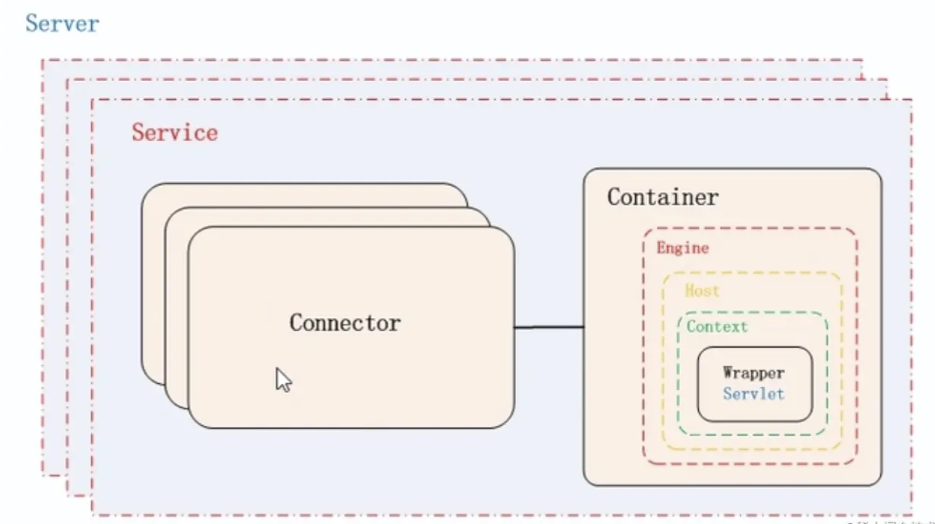 Server
Service
Connector
Container
Engine
Host
Context
Wrapper
Servlet